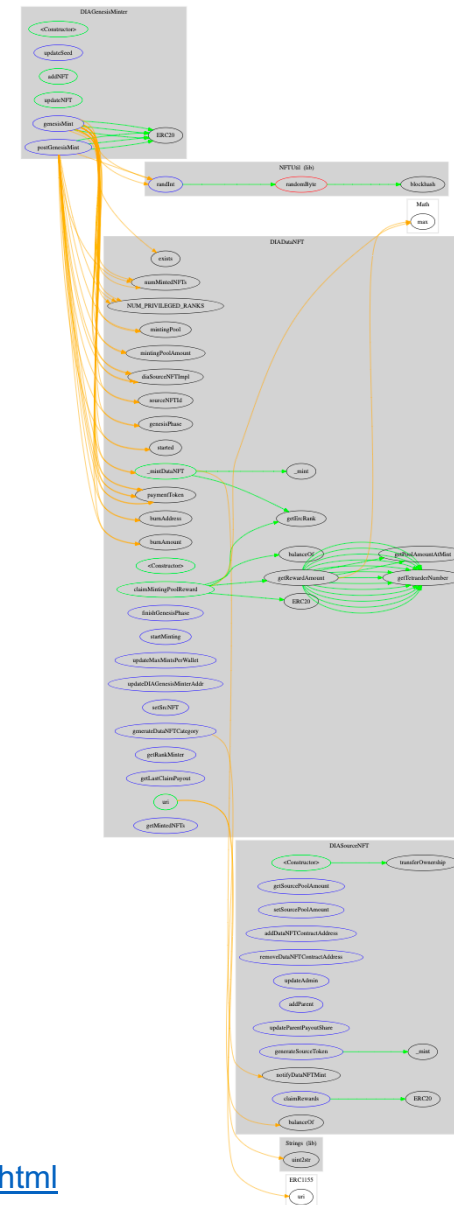 DIAGenesisMinter
<Constructor>
updateSeed
addNFT
updateNFT
genesisMint
postGenesisMint
ERC20
NFTUtil (lib)
randInt
randomByte
blockhash
Math
max
DIADataNFT
exists
numMintedNFTs
NUM_PRIVILEGED_RANKS
mintingPool
mintingPoolAmount
diaSourceNFTImpl
sourceNFTId
genesisPhase
started
_mintDataNFT
_mint
paymentToken
getErcRank
burnAddress
burnAmount
balanceOf
getPoolAmountAtMint
<Constructor>
getRewardAmount
getTetrarderNumber
claimMintingPoolReward
ERC20
finishGenesisPhase
startMinting
updateMaxMintsPerWallet
updateDIAGenesisMinterAddr
setSrcNFT
generateDataNFTCategory
getRankMinter
getLastClaimPayout
uri
getMintedNFTs
DIASourceNFT
<Constructor>
transferOwnership
getSourcePoolAmount
setSourcePoolAmount
addDataNFTContractAddress
removeDataNFTContractAddress
updateAdmin
addParent
updateParentPayoutShare
generateSourceToken
_mint
notifyDataNFTMint
claimRewards
ERC20
balanceOf
Strings (lib)
uint2str
html
ERC1155
uri